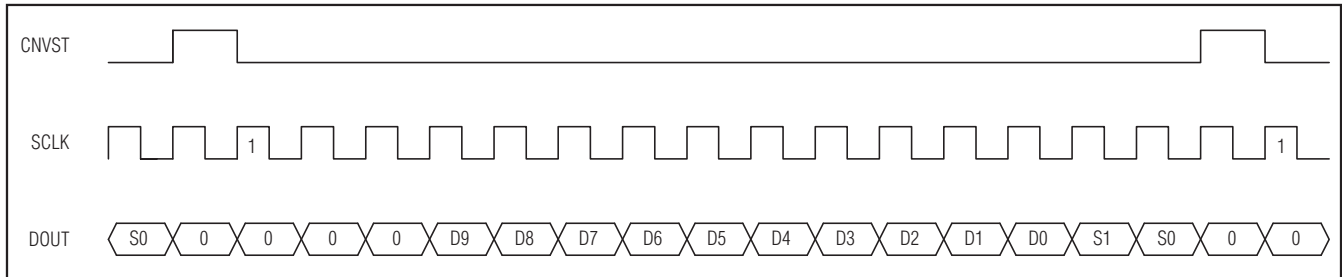 CNVST
SCLK 1 1
DOUT S0 0 0 0 0 D9 D8 D7 D6 D5 D4 D3 D2 D1 D0 S1 S0 0 0